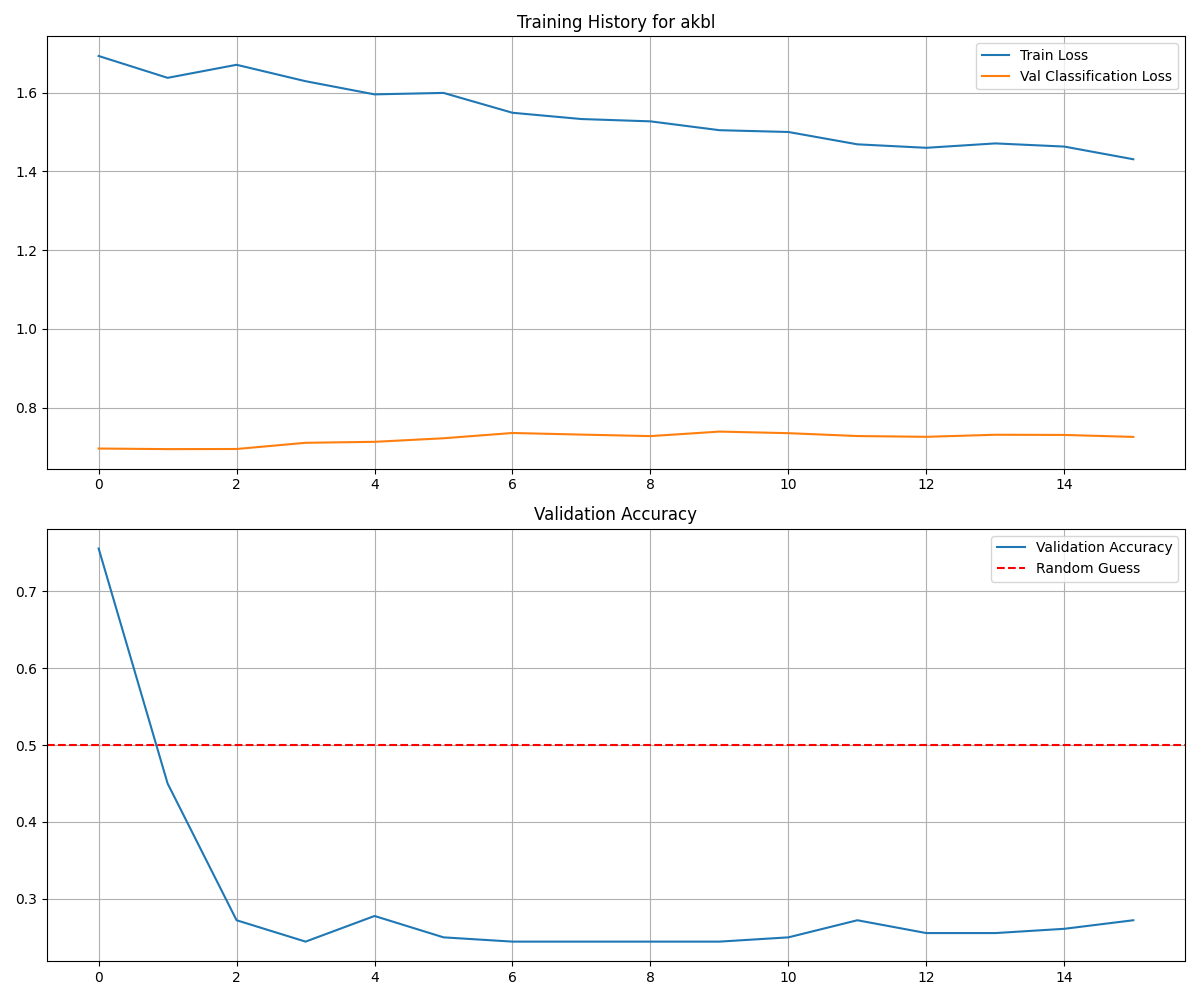 Training History for akbl
Train Loss
Val Classification Loss
1.6
1.4
1.2
1.0
0.8
0 2 4 6 8 10 12 14
Validation Accuracy
Validation Accuracy
Random Guess
0.7
0.6
0.5
0.4
0.3
0 2 4 6 8 10 12 14